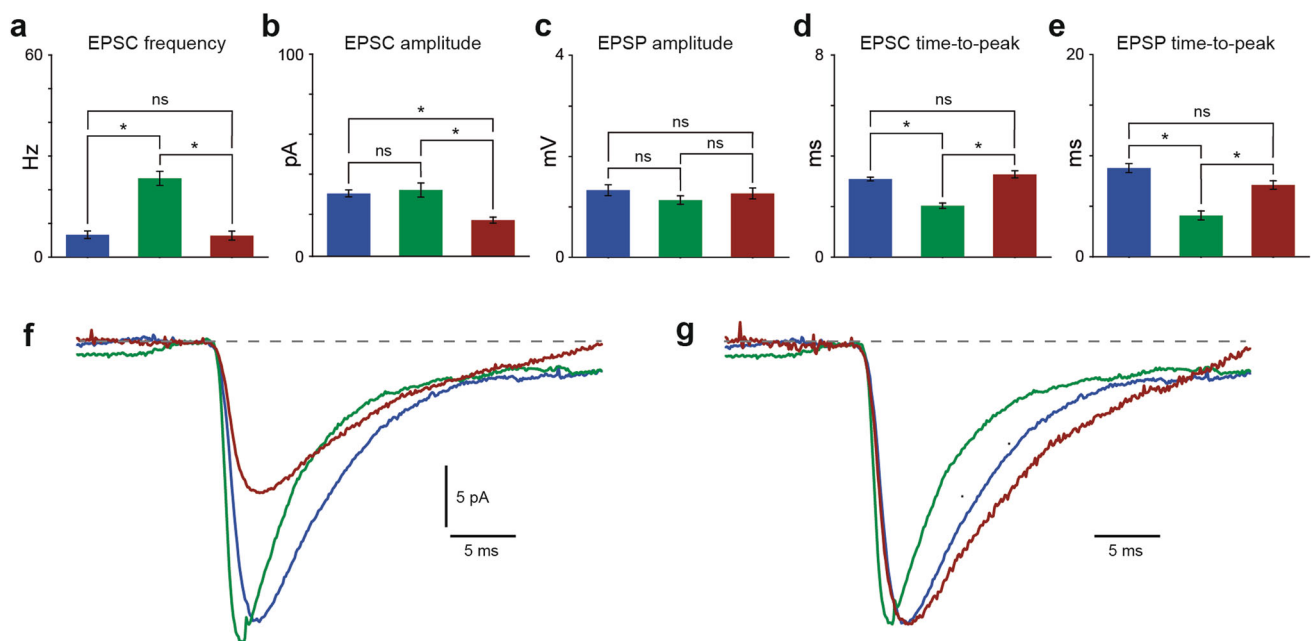 a
EPSC frequency
60
Hz
0
ns
*
*
b
EPSC amplitude
100
pA
0
*
*
ns
c
EPSP amplitude
4
mV
0
ns
ns
ns
d
EPSC time-to-peak
8
ms
0
ns
*
*
e
EPSP time-to-peak
20
ms
0
ns
*
*
f
5 pA
5 ms
g
5 ms